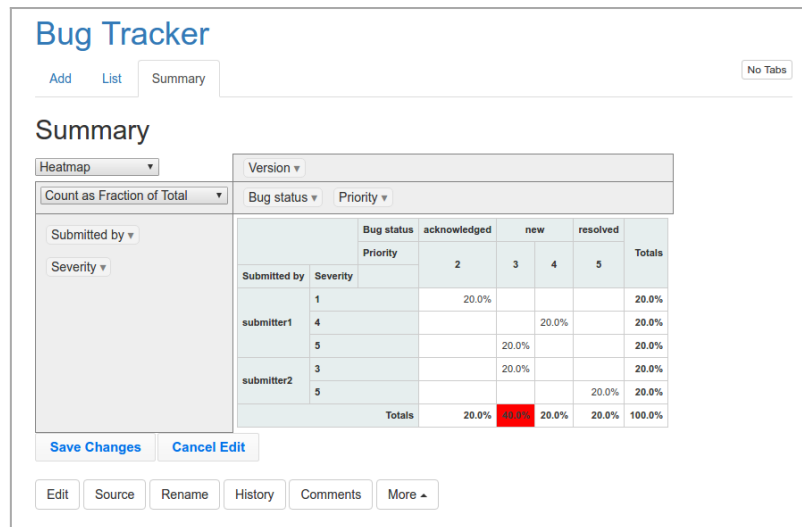 Bug Tracker
Add List Summary
No Tabs
Summary
Heatmap
Version
Count as Fraction of Total
Bug status Priority
Submitted by
Severity
Bug status acknowledged new resolved Totals
Priority 2 3 4 5
Submitted by Severity
submitter1 1 20.0% 20.0%
4 20.0% 20.0%
5 20.0% 20.0%
submitter2 3 20.0% 20.0%
5 20.0% 20.0%
Totals 20.0% 40.0% 20.0% 20.0% 100.0%
Save Changes Cancel Edit
Edit Source Rename History Comments More